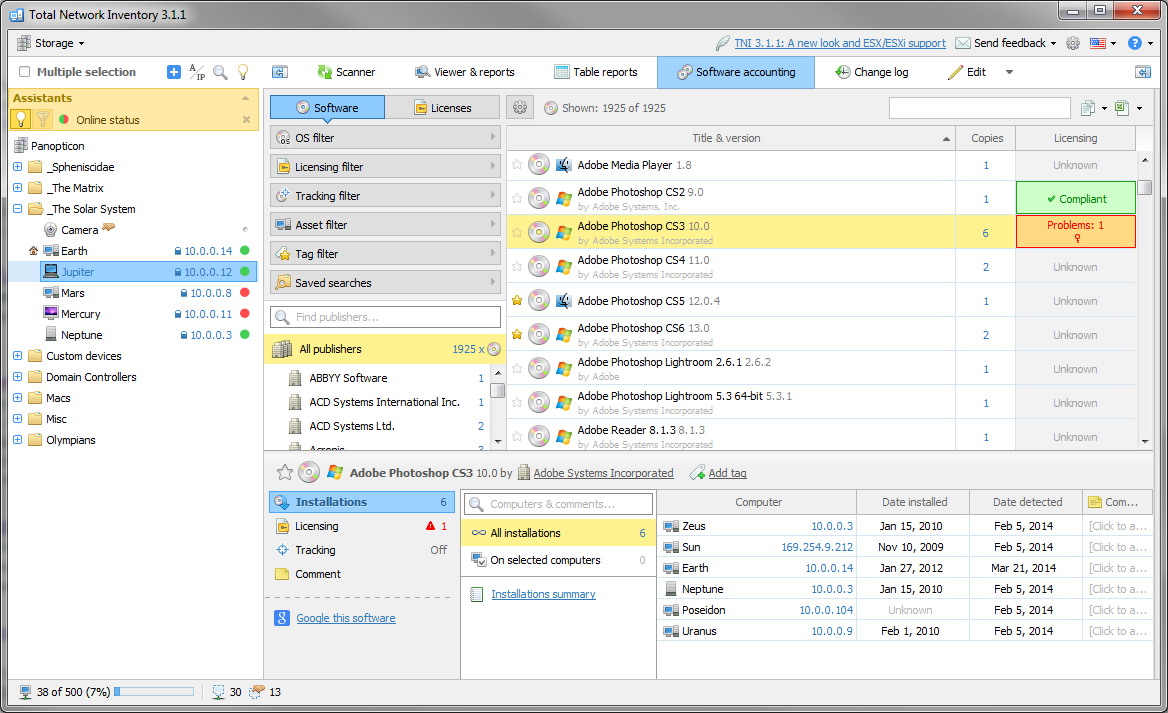 Total Network Inventory 3.1.1
Storage
TNI 3.1.1: A new look and ESX/ESXi support
Send feedback
?
Multiple selection
A/IP
Scanner
Viewer & reports
Table reports
Software accounting
Change log
Edit
Assistants
Online status
Panopticon
_Spheniscidae
_The Matrix
_The Solar System
Camera
Earth 10.0.0.14
Jupiter 10.0.0.12
Mars 10.0.0.8
Mercury 10.0.0.11
Neptune 10.0.0.3
Custom devices
Domain Controllers
Macs
Misc
Olympians
Software
Licenses
OS filter
Licensing filter
Tracking filter
Asset filter
Tag filter
Saved searches
Find publishers...
All publishers 1925 x
ABBYY Software 1
ACD Systems International Inc. 1
ACD Systems Ltd. 2
Acronis 2
Shown: 1925 of 1925
Title & version Copies Licensing
Adobe Media Player 1.8 1 Unknown
Adobe Photoshop CS2 9.0 1 Compliant
by Adobe Systems, Inc.
Adobe Photoshop CS3 10.0 6 Problems: 1
by Adobe Systems Incorporated
Adobe Photoshop CS4 11.0 2 Unknown
by Adobe Systems Incorporated
Adobe Photoshop CS5 12.0.4 1 Unknown
Adobe Photoshop CS6 13.0 2 Unknown
by Adobe Systems Incorporated
Adobe Photoshop Lightroom 2.6.1 2.6.2 1 Unknown
by Adobe
Adobe Photoshop Lightroom 5.3 64-bit 5.3.1 1 Unknown
by Adobe Systems Incorporated
Adobe Reader 8.1.3 8.1.3 1 Unknown
by Adobe Systems Incorporated
Adobe Photoshop CS3 10.0 by Adobe Systems Incorporated Add tag
Installations 6
Licensing 1
Tracking Off
Comment
8 Google this software
Computers & comments...
All installations 6
On selected computers 0
Installations summary
Computer Date installed Date detected Com...
Zeus 10.0.0.3 Jan 15, 2010 Feb 5, 2014 [Click to a...
Sun 169.254.9.212 Nov 10, 2009 Feb 5, 2014 [Click to a...
Earth 10.0.0.14 Jan 27, 2012 Mar 21, 2014 [Click to a...
Neptune 10.0.0.3 Jan 15, 2010 Feb 5, 2014 [Click to a...
Poseidon 10.0.0.104 Unknown Feb 5, 2014 [Click to a...
Uranus 10.0.0.9 Feb 1, 2010 Feb 5, 2014 [Click to a...
38 of 500 (7%) 30 13